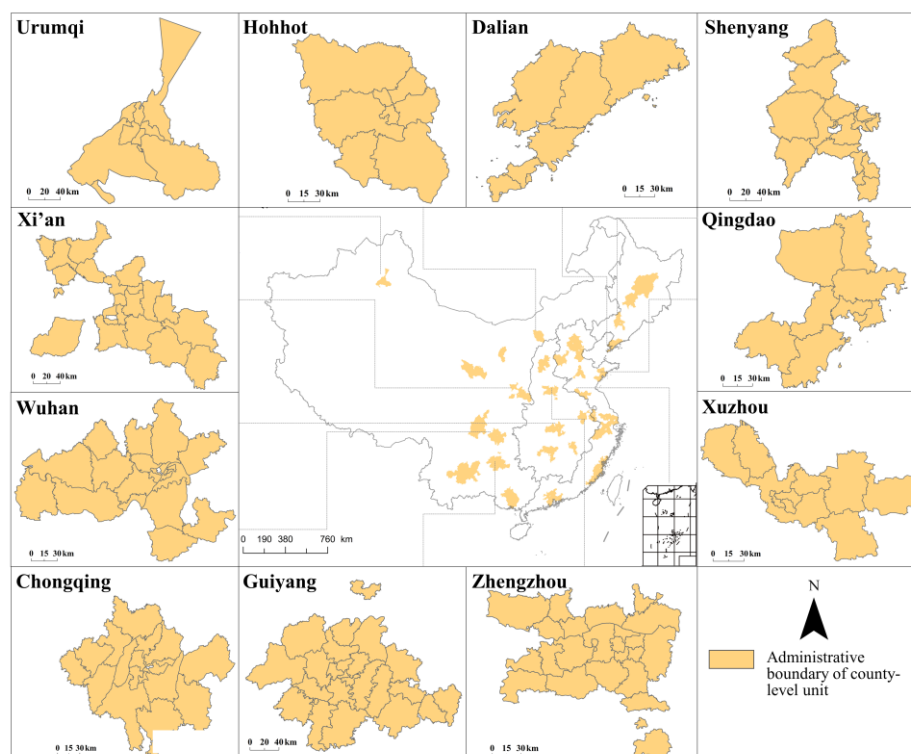 Urumqi
0 20 40km
Hohhot
0 15 30km
Dalian
0 15 30km
Shenyang
0 20 40km
Xi’an
0 20 40km
Qingdao
0 15 30km
0 190 380 760 km
Wuhan
0 15 30km
Xuzhou
0 15 30km
Chongqing
0 15 30km
Guiyang
0 20 40km
Zhengzhou
0 15 30km
N
Administrative
boundary of county-
level unit